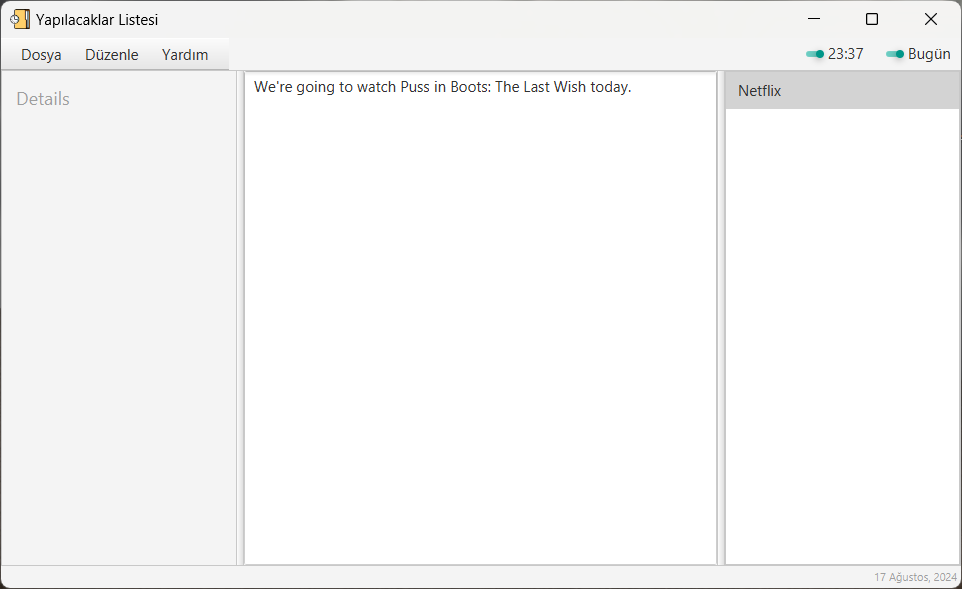 Yapılacaklar Listesi
Dosya Düzenle Yardım 23:37 Bugün
Details
We're going to watch Puss in Boots: The Last Wish today.
Netflix
17 Ağustos, 2024